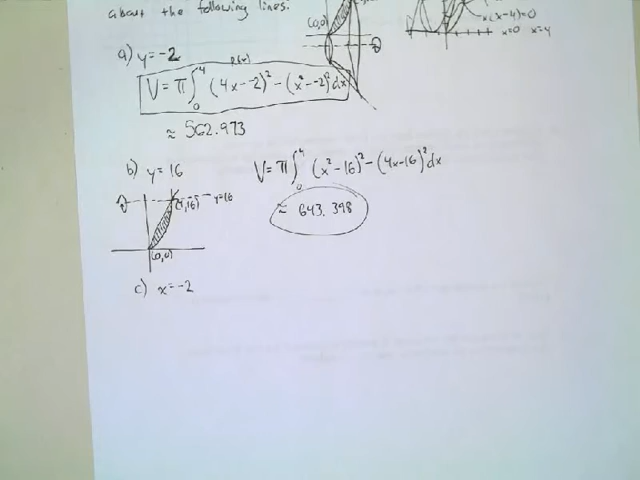 about the following lines:
(0,0)
x(x-4)=0
x=0 x=4
a) y=-2
V = π ∫₀⁴ (4x--2)² - (x²--2)² dx
≈ 562.973
b) y=16
V = π ∫₀⁴ (x²-16)² - (4x-16)² dx
(4,16) y=16
≈ 643.398
(0,0)
c) x=-2